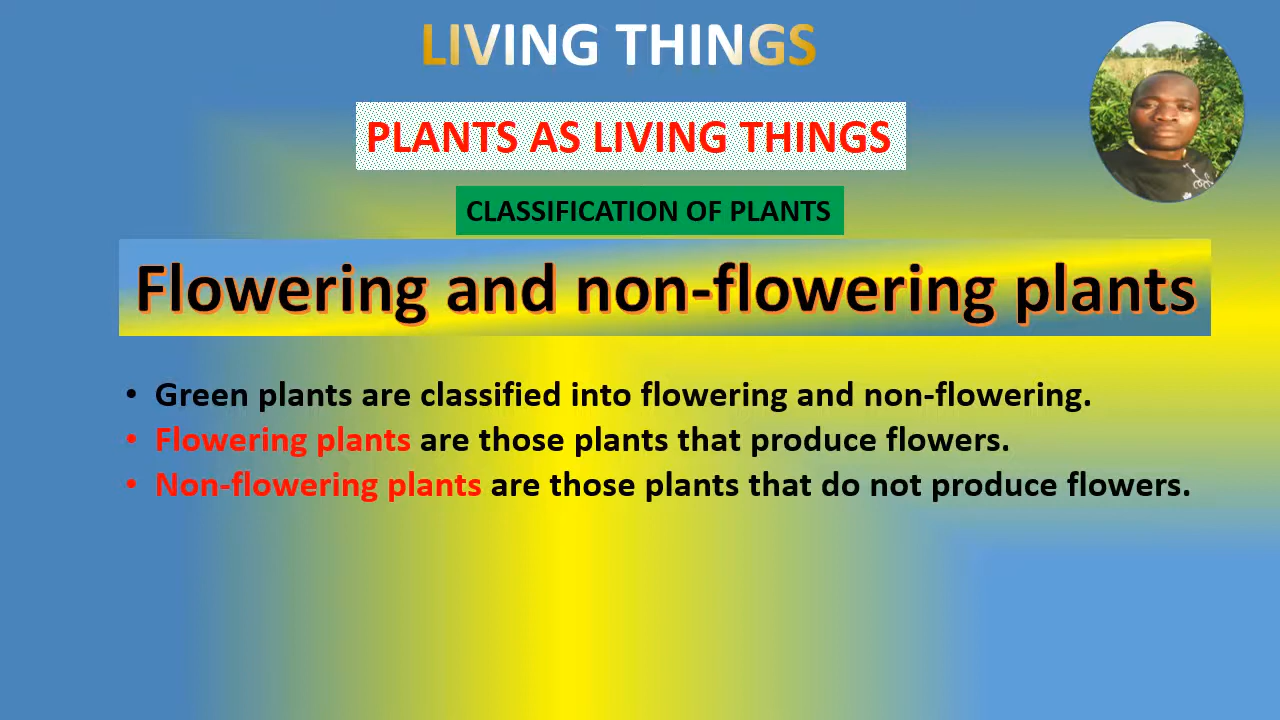 LIVING THINGS
PLANTS AS LIVING THINGS
CLASSIFICATION OF PLANTS
Flowering and non-flowering plants
• Green plants are classified into flowering and non-flowering.
• Flowering plants are those plants that produce flowers.
• Non-flowering plants are those plants that do not produce flowers.